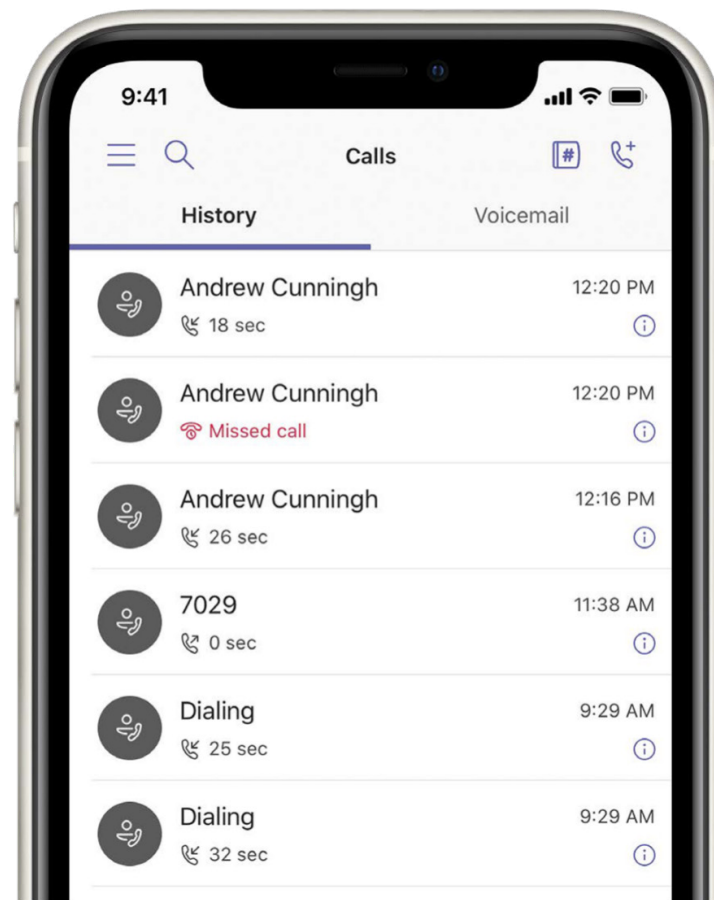 9:41
Calls
#
History
Voicemail
Andrew Cunningh
12:20 PM
18 sec
Andrew Cunningh
12:20 PM
Missed call
Andrew Cunningh
12:16 PM
26 sec
7029
11:38 AM
0 sec
Dialing
9:29 AM
25 sec
Dialing
9:29 AM
32 sec